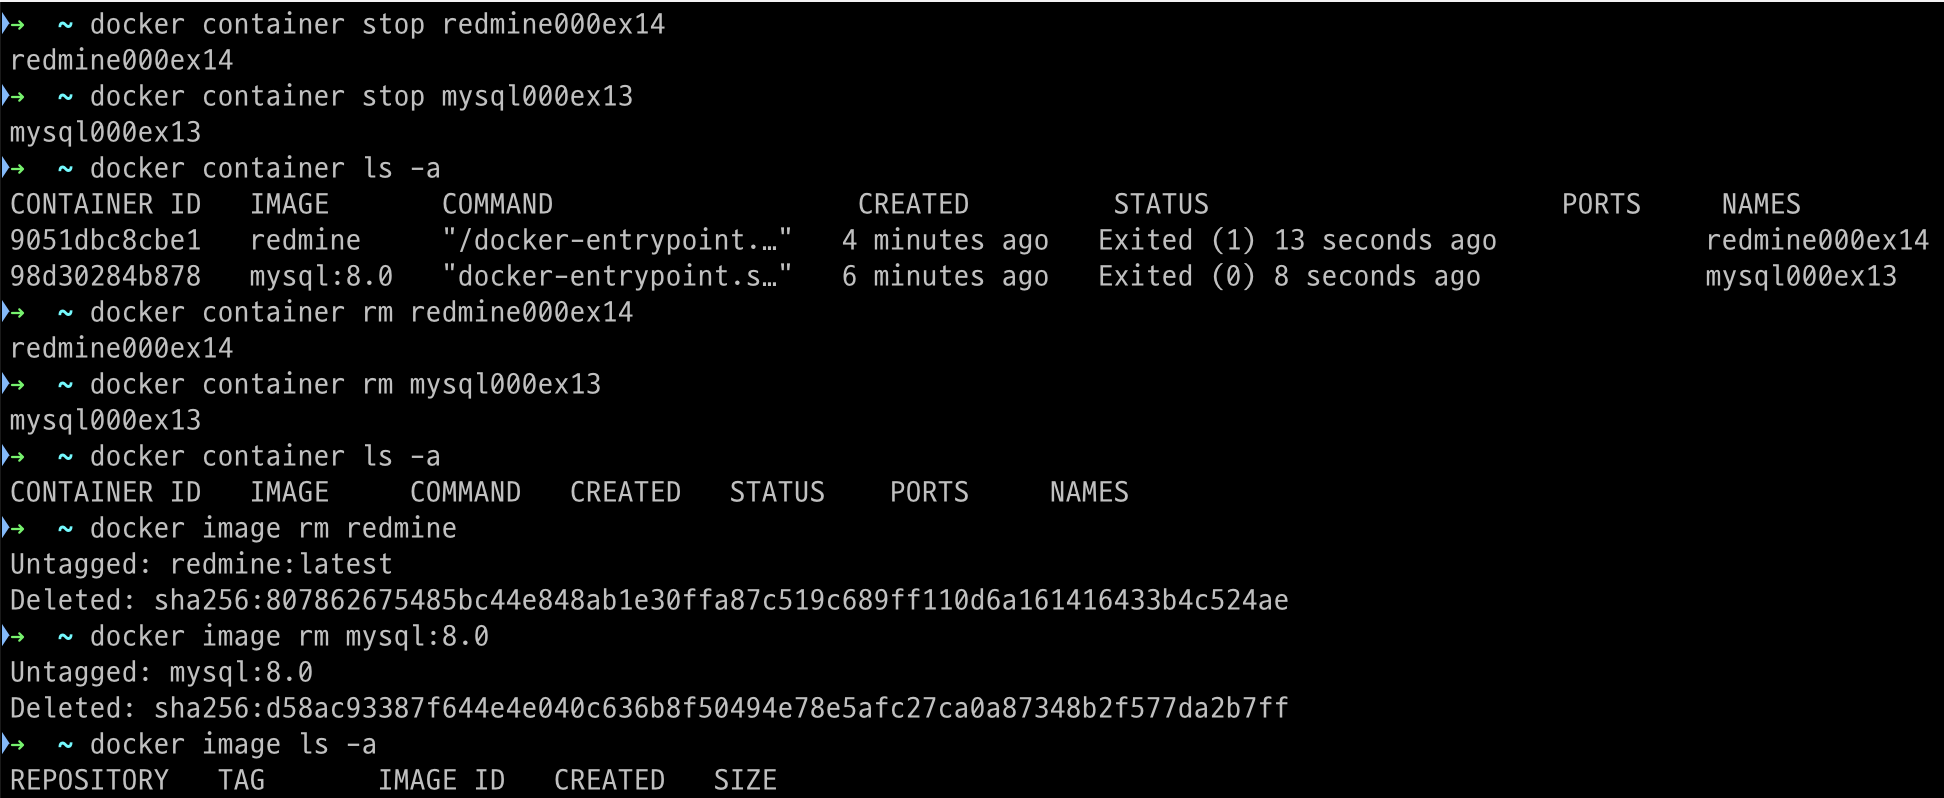 → ~ docker container stop redmine000ex14
redmine000ex14
→ ~ docker container stop mysql000ex13
mysql000ex13
→ ~ docker container ls -a
CONTAINER ID   IMAGE       COMMAND                   CREATED         STATUS                      PORTS     NAMES
9051dbc8cbe1   redmine     "/docker-entrypoint.…"   4 minutes ago   Exited (1) 13 seconds ago             redmine000ex14
98d30284b878   mysql:8.0   "docker-entrypoint.s…"   6 minutes ago   Exited (0) 8 seconds ago              mysql000ex13
→ ~ docker container rm redmine000ex14
redmine000ex14
→ ~ docker container rm mysql000ex13
mysql000ex13
→ ~ docker container ls -a
CONTAINER ID   IMAGE     COMMAND   CREATED   STATUS    PORTS     NAMES
→ ~ docker image rm redmine
Untagged: redmine:latest
Deleted: sha256:807862675485bc44e848ab1e30ffa87c519c689ff110d6a161416433b4c524ae
→ ~ docker image rm mysql:8.0
Untagged: mysql:8.0
Deleted: sha256:d58ac93387f644e4e040c636b8f50494e78e5afc27ca0a87348b2f577da2b7ff
→ ~ docker image ls -a
REPOSITORY   TAG       IMAGE ID   CREATED   SIZE